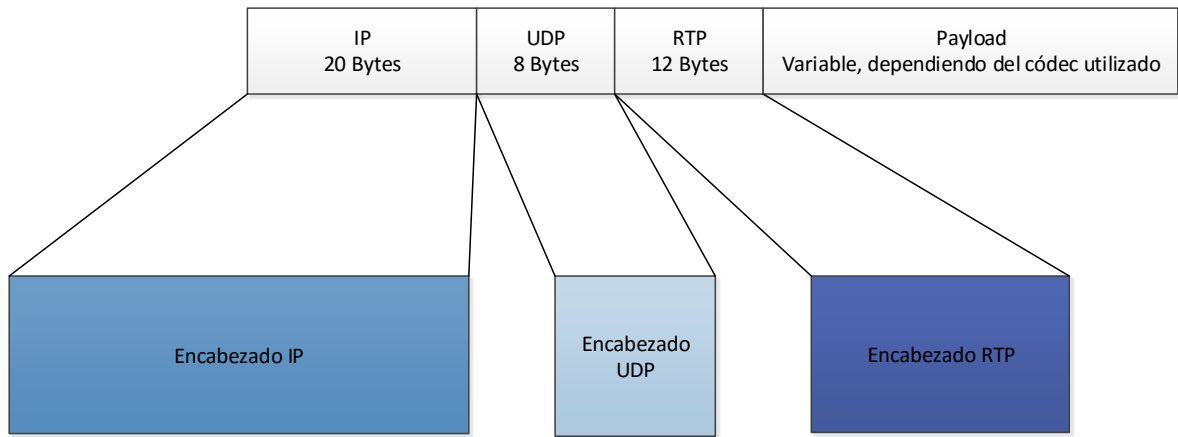 IP
20 Bytes
UDP
8 Bytes
RTP
12 Bytes
Payload
Variable, dependiendo del códec utilizado
Encabezado IP
Encabezado
UDP
Encabezado RTP